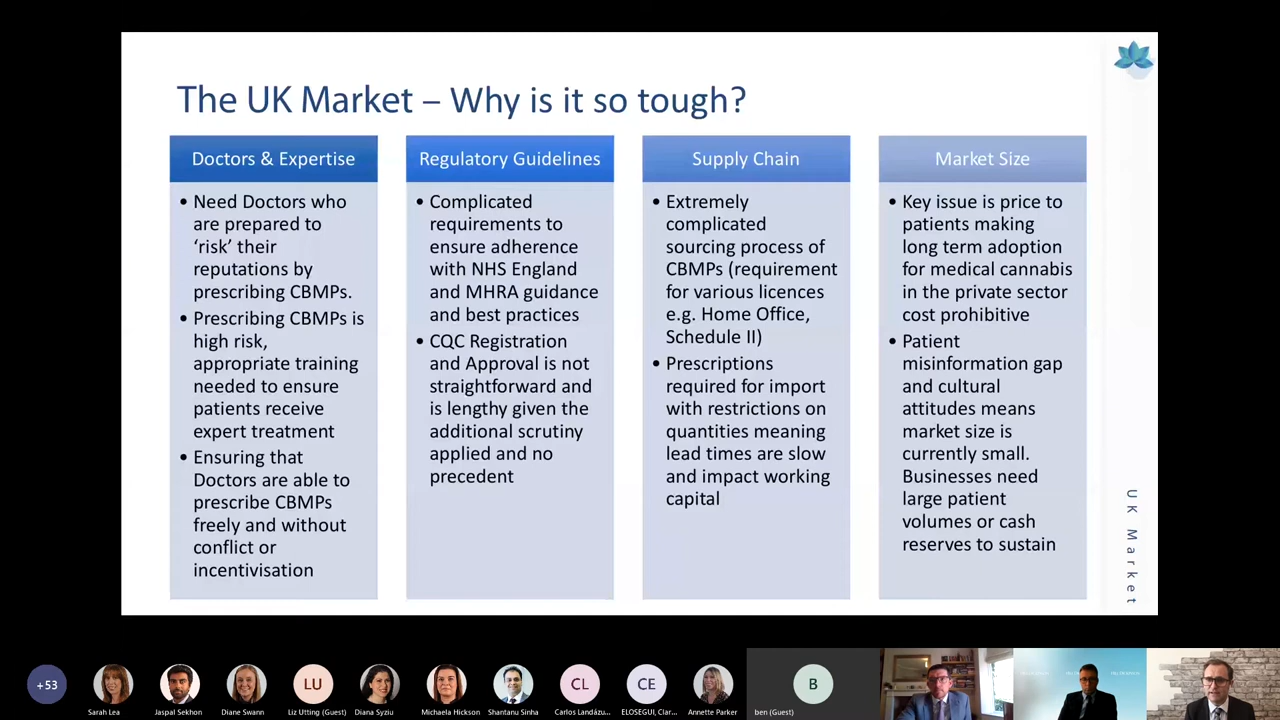 The UK Market – Why is it so tough?
Doctors & Expertise
• Need Doctors who
are prepared to
‘risk’ their
reputations by
prescribing CBMPs.
• Prescribing CBMPs is
high risk,
appropriate training
needed to ensure
patients receive
expert treatment
• Ensuring that
Doctors are able to
prescribe CBMPs
freely and without
conflict or
incentivisation
Regulatory Guidelines
• Complicated
requirements to
ensure adherence
with NHS England
and MHRA guidance
and best practices
• CQC Registration
and Approval is not
straightforward and
is lengthy given the
additional scrutiny
applied and no
precedent
Supply Chain
• Extremely
complicated
sourcing process of
CBMPs (requirement
for various licences
e.g. Home Office,
Schedule II)
• Prescriptions
required for import
with restrictions on
quantities meaning
lead times are slow
and impact working
capital
Market Size
• Key issue is price to
patients making
long term adoption
for medical cannabis
in the private sector
cost prohibitive
• Patient
misinformation gap
and cultural
attitudes means
market size is
currently small.
Businesses need
large patient
volumes or cash
reserves to sustain
UK Market
+53
LU
CL
CE
B
Sarah Lea
Jaspal Sekhon
Diane Swann
Liz Utting (Guest)
Diana Syziu
Michaela Hickson
Shantanu Sinha
Carlos Landázu...
ELOSEGUI, Clar...
Annette Parker
ben (Guest)